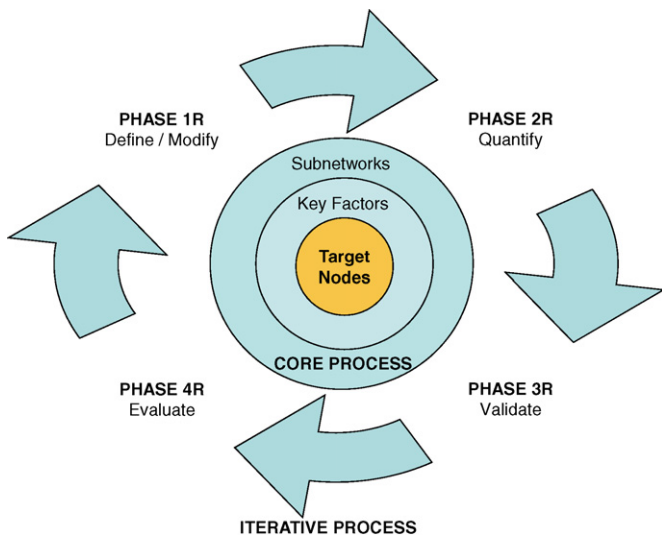 PHASE 1R
Define / Modify
PHASE 2R
Quantify
Subnetworks
Key Factors
Target
Nodes
CORE PROCESS
PHASE 4R
Evaluate
PHASE 3R
Validate
ITERATIVE PROCESS